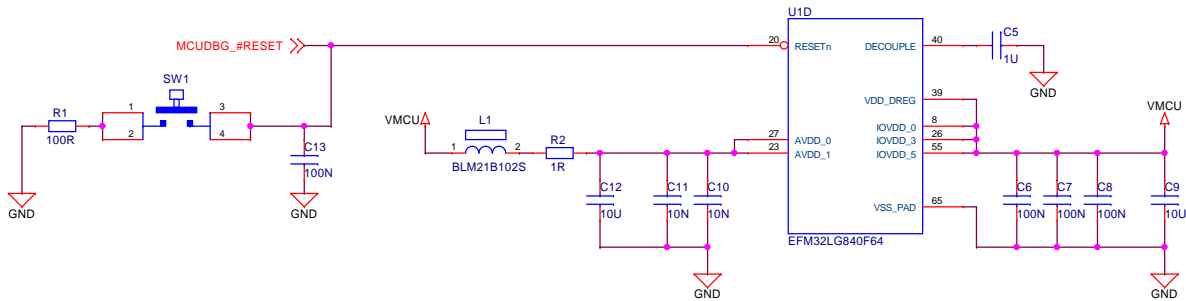 U1D
MCUDBG_#RESET
20
RESETn
DECOUPLE
40
C5
1U
GND
SW1
R1
100R
1
2
3
4
C13
100N
GND
GND
VMCU
L1
1
2
BLM21B102S
R2
1R
27
AVDD_0
23
AVDD_1
VDD_DREG
39
IOVDD_0
8
IOVDD_3
26
IOVDD_5
55
VMCU
C12
10U
C11
10N
C10
10N
GND
VSS_PAD
65
EFM32LG840F64
C6
100N
C7
100N
C8
100N
C9
10U
GND